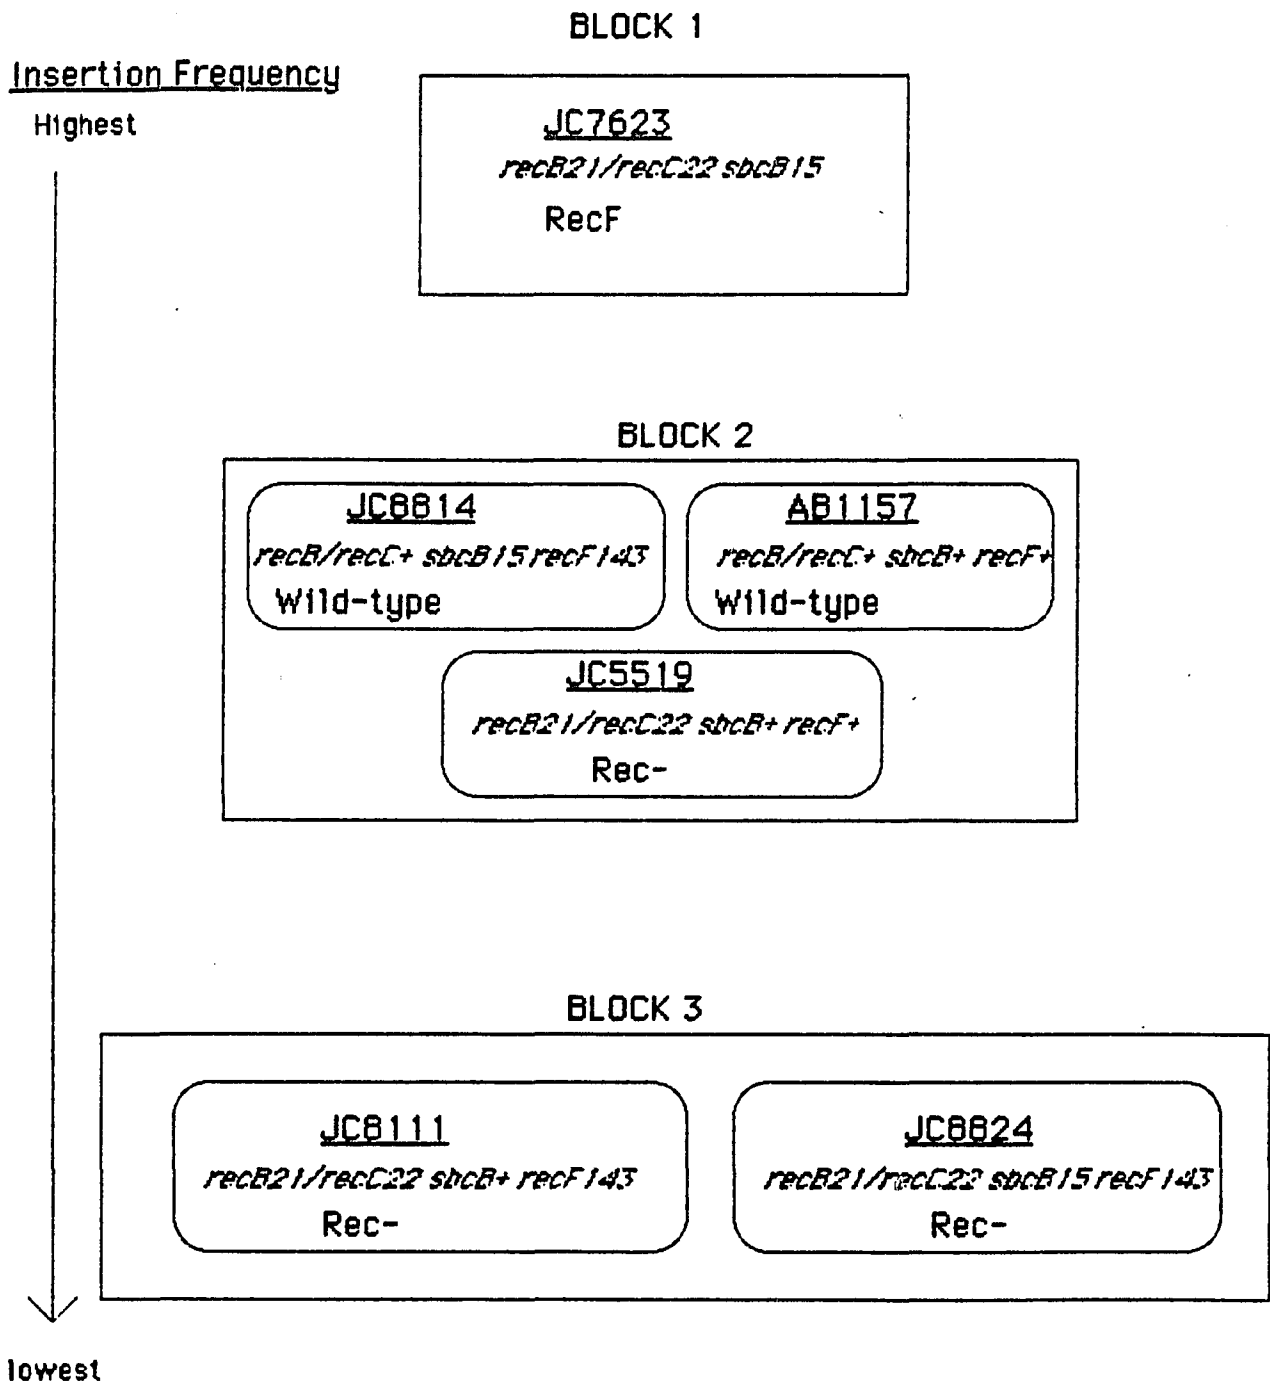 BLOCK 1
Insertion Frequency
Highest
JC7623
recB21/recC22 sbcB15
RecF
BLOCK 2
JC8814
recB/recC+ sbcB15 recF143
Wild-type
AB1157
recB/recC+ sbcB+ recF+
Wild-type
JC5519
recB21/recC22 sbcB+ recF+
Rec-
BLOCK 3
JC8111
recB21/recC22 sbcB+ recF143
Rec-
JC8824
recB21/recC22 sbcB15 recF143
Rec-
lowest